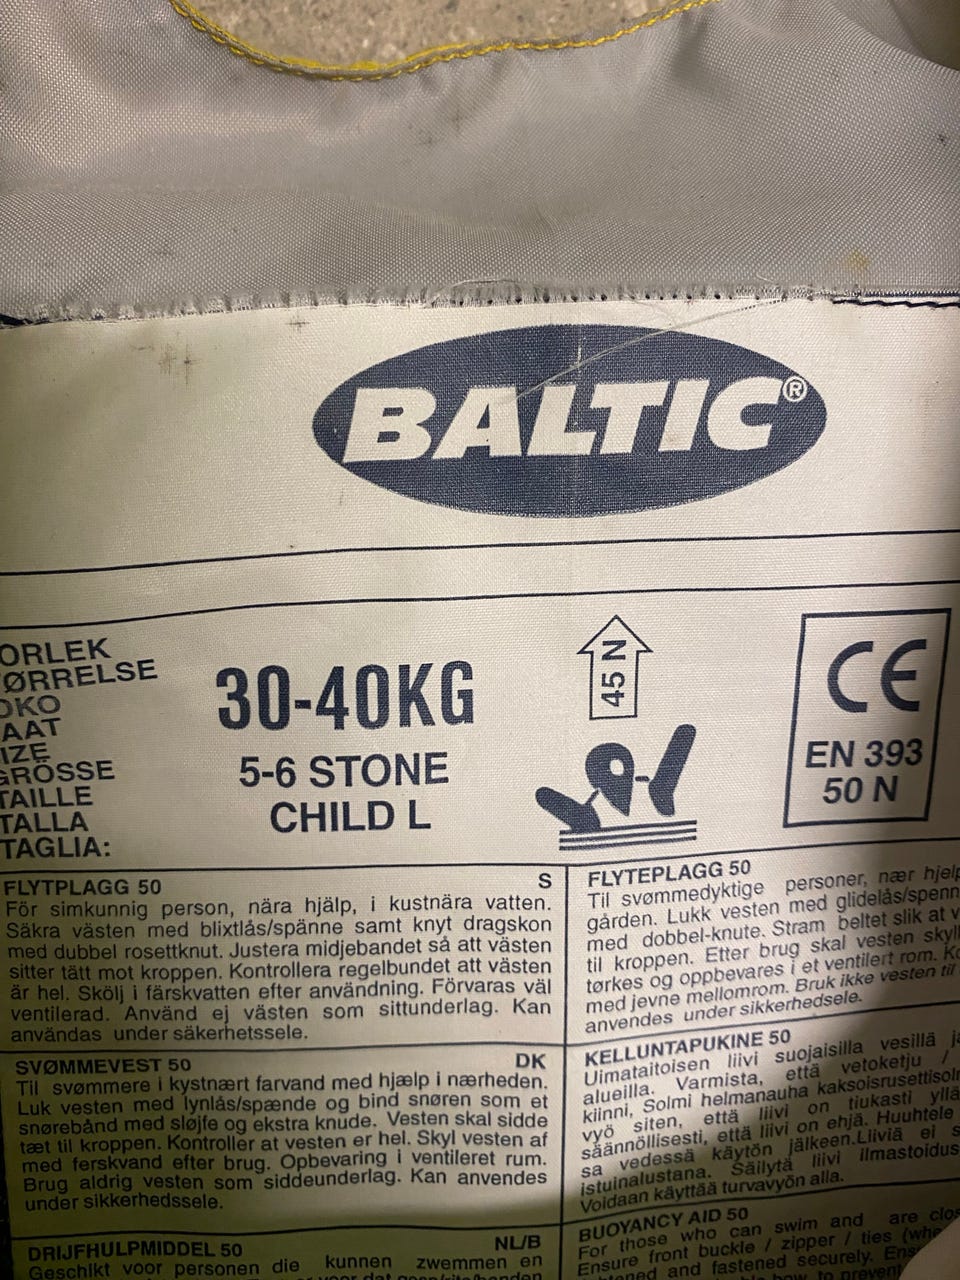 BALTIC®
ORLEK
ØRRELSE
OKO
AAT
IZE
GRÖSSE
TAILLE
TALLA
TAGLIA:
30-40KG
5-6 STONE
CHILD L
45 N
CE
EN 393
50 N
FLYTPLAGG 50 S
För simkunnig person, nära hjälp, i kustnära vatten.
Säkra västen med blixtlås/spänne samt knyt dragskon
med dubbel rosettknut. Justera midjebandet så att västen
sitter tätt mot kroppen. Kontrollera regelbundet att västen
är hel. Skölj i färskvatten efter användning. Förvaras väl
ventilerad. Använd ej västen som sittunderlag. Kan
användas under säkerhetssele.
FLYTEPLAGG 50
Til svømmedyktige personer, nær hjelp
gården. Lukk vesten med glidelås/spenn
med dobbel-knute. Stram beltet slik at v
til kroppen. Etter brug skal vesten skyll
tørkes og oppbevares i et ventilert rom. Ko
med jevne mellomrom. Bruk ikke vesten til
anvendes under sikkerhedsele.
SVØMMEVEST 50 DK
Til svømmere i kystnært farvand med hjælp i nærheden.
Luk vesten med lynlås/spænde og bind snøren som et
snørebånd med sløjfe og ekstra knude. Vesten skal sidde
tæt til kroppen. Kontroller at vesten er hel. Skyl vesten af
med ferskvand efter brug. Opbevaring i ventileret rum.
Brug aldrig vesten som siddeunderlag. Kan anvendes
under sikkerhedssele.
KELLUNTAPUKINE 50
Uimataitoisen liivi suojaisilla vesillä jä
alueilla. Varmista, että vetoketju /
kiinni, Solmi helmanauha kaksoisrusettisolm
vyö siten, että liivi on tiukasti yllä
säännöllisesti, että liivi on ehjä. Huuhtele
sa vedessä käytön jälkeen.Liiviä ei s
istuinalustana. Säilytä liivi ilmastoidus
Voidaan käyttää turvavyön alla.
DRIJFHULPMIDDEL 50 NL/B
Geschikt voor personen die kunnen zwemmen en
BUOYANCY AID 50
For those who can swim and are clos
Ensure front buckle / zipper / ties (whe
tened and fastened securely. Ens
to prevent